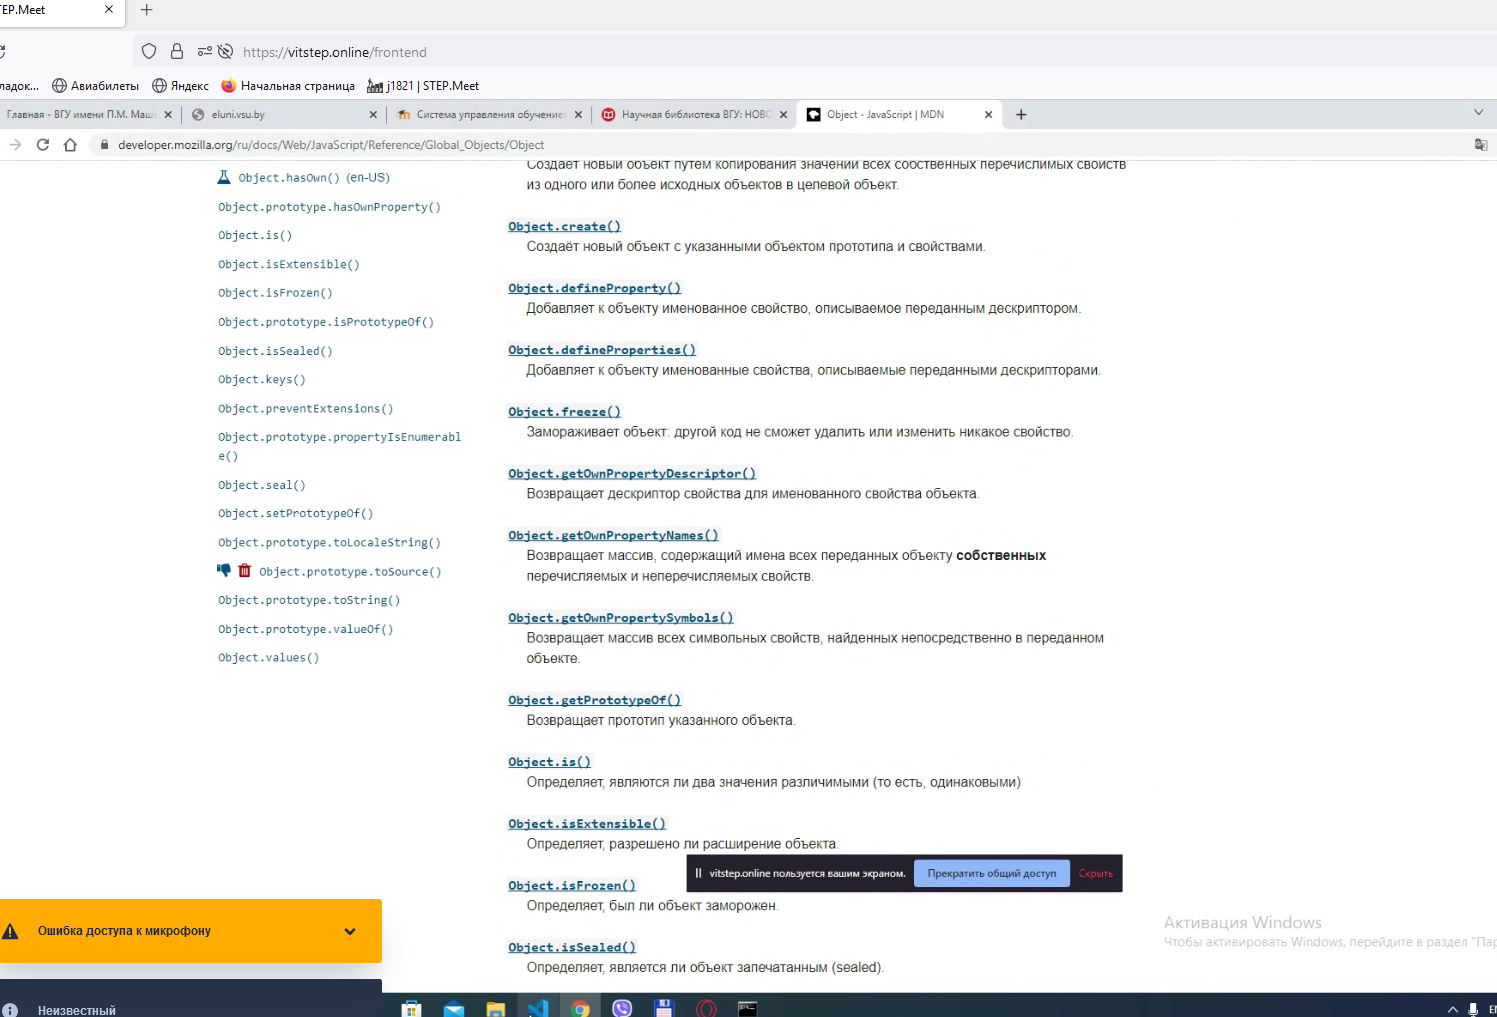 TEP.Meet
https://vitstep.online/frontend
ладок...
Авиабилеты
Яндекс
Начальная страница
j1821 | STEP.Meet
Главная - ВГУ имени П.М. Маш
eluni.vsu.by
Система управления обучение
Научная библиотека ВГУ: НОВО
Object - JavaScript | MDN
developer.mozilla.org/ru/docs/Web/JavaScript/Reference/Global_Objects/Object
Object.hasOwn() (en-US)
Object.prototype.hasOwnProperty()
Object.is()
Object.isExtensible()
Object.isFrozen()
Object.prototype.isPrototypeOf()
Object.isSealed()
Object.keys()
Object.preventExtensions()
Object.prototype.propertyIsEnumerabl
e()
Object.seal()
Object.setPrototypeOf()
Object.prototype.toLocaleString()
Object.prototype.toSource()
Object.prototype.toString()
Object.prototype.valueOf()
Object.values()
Создаёт новый объект путём копирования значений всех собственных перечислимых свойств
из одного или более исходных объектов в целевой объект.
Object.create()
Создаёт новый объект с указанными объектом прототипа и свойствами.
Object.defineProperty()
Добавляет к объекту именованное свойство, описываемое переданным дескриптором.
Object.defineProperties()
Добавляет к объекту именованные свойства, описываемые переданными дескрипторами.
Object.freeze()
Замораживает объект: другой код не сможет удалить или изменить никакое свойство.
Object.getOwnPropertyDescriptor()
Возвращает дескриптор свойства для именованного свойства объекта.
Object.getOwnPropertyNames()
Возвращает массив, содержащий имена всех переданных объекту собственных
перечисляемых и неперечисляемых свойств.
Object.getOwnPropertySymbols()
Возвращает массив всех символьных свойств, найденных непосредственно в переданном
объекте.
Object.getPrototypeOf()
Возвращает прототип указанного объекта.
Object.is()
Определяет, являются ли два значения различимыми (то есть, одинаковыми)
Object.isExtensible()
Определяет, разрешено ли расширение объекта.
Object.isFrozen()
Определяет, был ли объект заморожен.
Object.isSealed()
Определяет, является ли объект запечатанным (sealed).
vitstep.online пользуется вашим экраном.
Прекратить общий доступ
Скрыть
Ошибка доступа к микрофону
Неизвестный
Активация Windows
Чтобы активировать Windows, перейдите в раздел "Пар